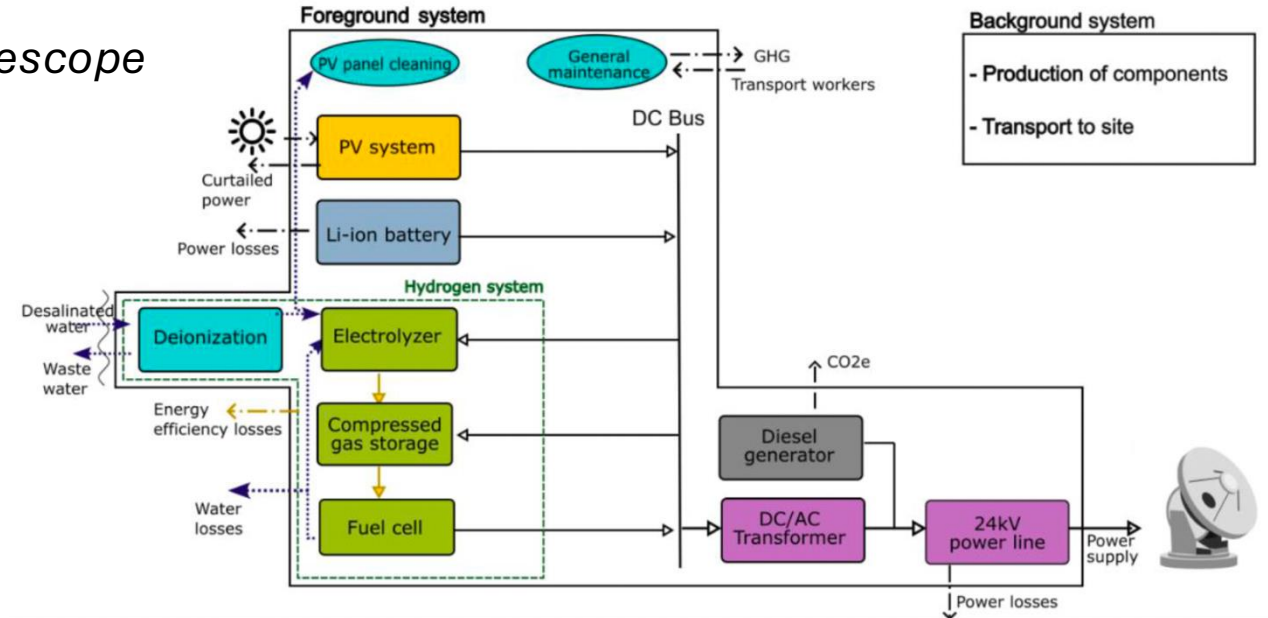 escope
Foreground system
Background system
- Production of components
- Transport to site
PV panel cleaning
General
maintenance
GHG
Transport workers
DC Bus
PV system
Curtailed
power
Li-ion battery
Power losses
Hydrogen system
Desalinated
water
Deionization
Electrolyzer
Waste
water
CO2e
Energy
efficiency losses
Compressed
gas storage
Diesel
generator
Water
losses
Fuel cell
DC/AC
Transformer
24kV
power line
Power
supply
Power losses